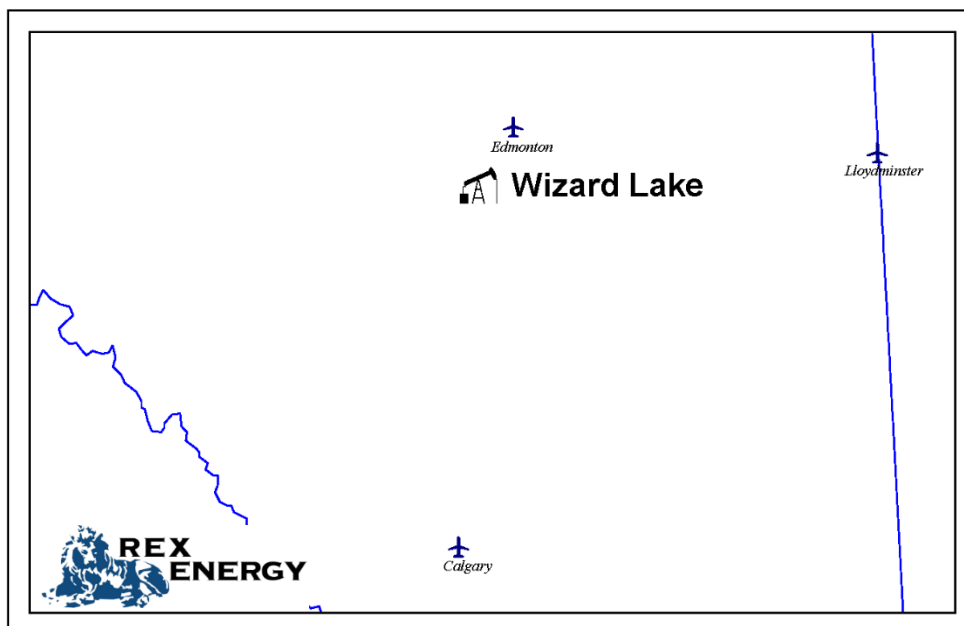 Edmonton
Lloydminster
Wizard Lake
REX
ENERGY
Calgary